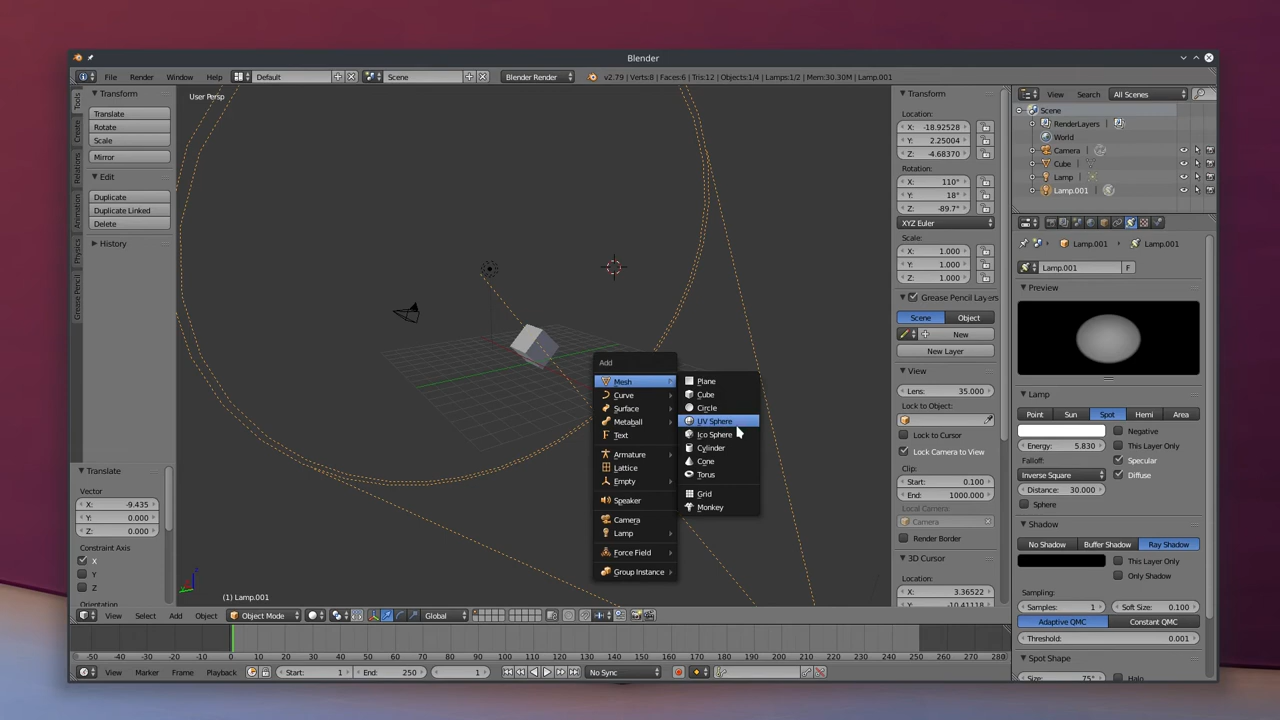 Blender
File Render Window Help Default Scene Blender Render v2.79 | Verts:8 | Faces:6 | Tris:12 | Objects:1/4 | Lamps:1/2 | Mem:30.30M | Lamp.001
Tools
Create
Relations
Animation
Physics
Grease Pencil
Transform
Translate
Rotate
Scale
Mirror
Edit
Duplicate
Duplicate Linked
Delete
History
Translate
Vector
X: -9.435
Y: 0.000
Z: 0.000
Constraint Axis
X
Y
Z
Orientation
User Persp
(1) Lamp.001
Add
Mesh
Curve
Surface
Metaball
Text
Armature
Lattice
Empty
Speaker
Camera
Lamp
Force Field
Group Instance
Plane
Cube
Circle
UV Sphere
Ico Sphere
Cylinder
Cone
Torus
Grid
Monkey
Transform
Location:
X: -18.92528
Y: 2.25004
Z: -4.68370
Rotation:
X: 110°
Y: 18°
Z: -89.7°
XYZ Euler
Scale:
X: 1.000
Y: 1.000
Z: 1.000
Grease Pencil Layers
Scene Object
New
New Layer
View
Lens: 35.000
Lock to Object:
Lock to Cursor
Lock Camera to View
Clip:
Start: 0.100
End: 1000.000
Local Camera:
Camera
Render Border
3D Cursor
Location:
X: 3.36522
-10.41118
View Search All Scenes
Scene
RenderLayers
World
Camera
Cube
Lamp
Lamp.001
Lamp.001 Lamp.001
Lamp.001 F
Preview
Lamp
Point Sun Spot Hemi Area
Negative
Energy: 5.830 This Layer Only
Falloff: Specular
Inverse Square Diffuse
Distance: 30.000
Sphere
Shadow
No Shadow Buffer Shadow Ray Shadow
This Layer Only
Only Shadow
Sampling:
Samples: 1 Soft Size: 0.100
Adaptive QMC Constant QMC
Threshold: 0.001
Spot Shape
Size: 75° Halo
View Select Add Object Object Mode Global
-50 -40 -30 -20 -10 0 10 20 30 40 50 60 70 80 90 100 110 120 130 140 150 160 170 180 190 200 210 220 230 240 250 260 270 280
View Marker Frame Playback Start: 1 End: 250 1 No Sync